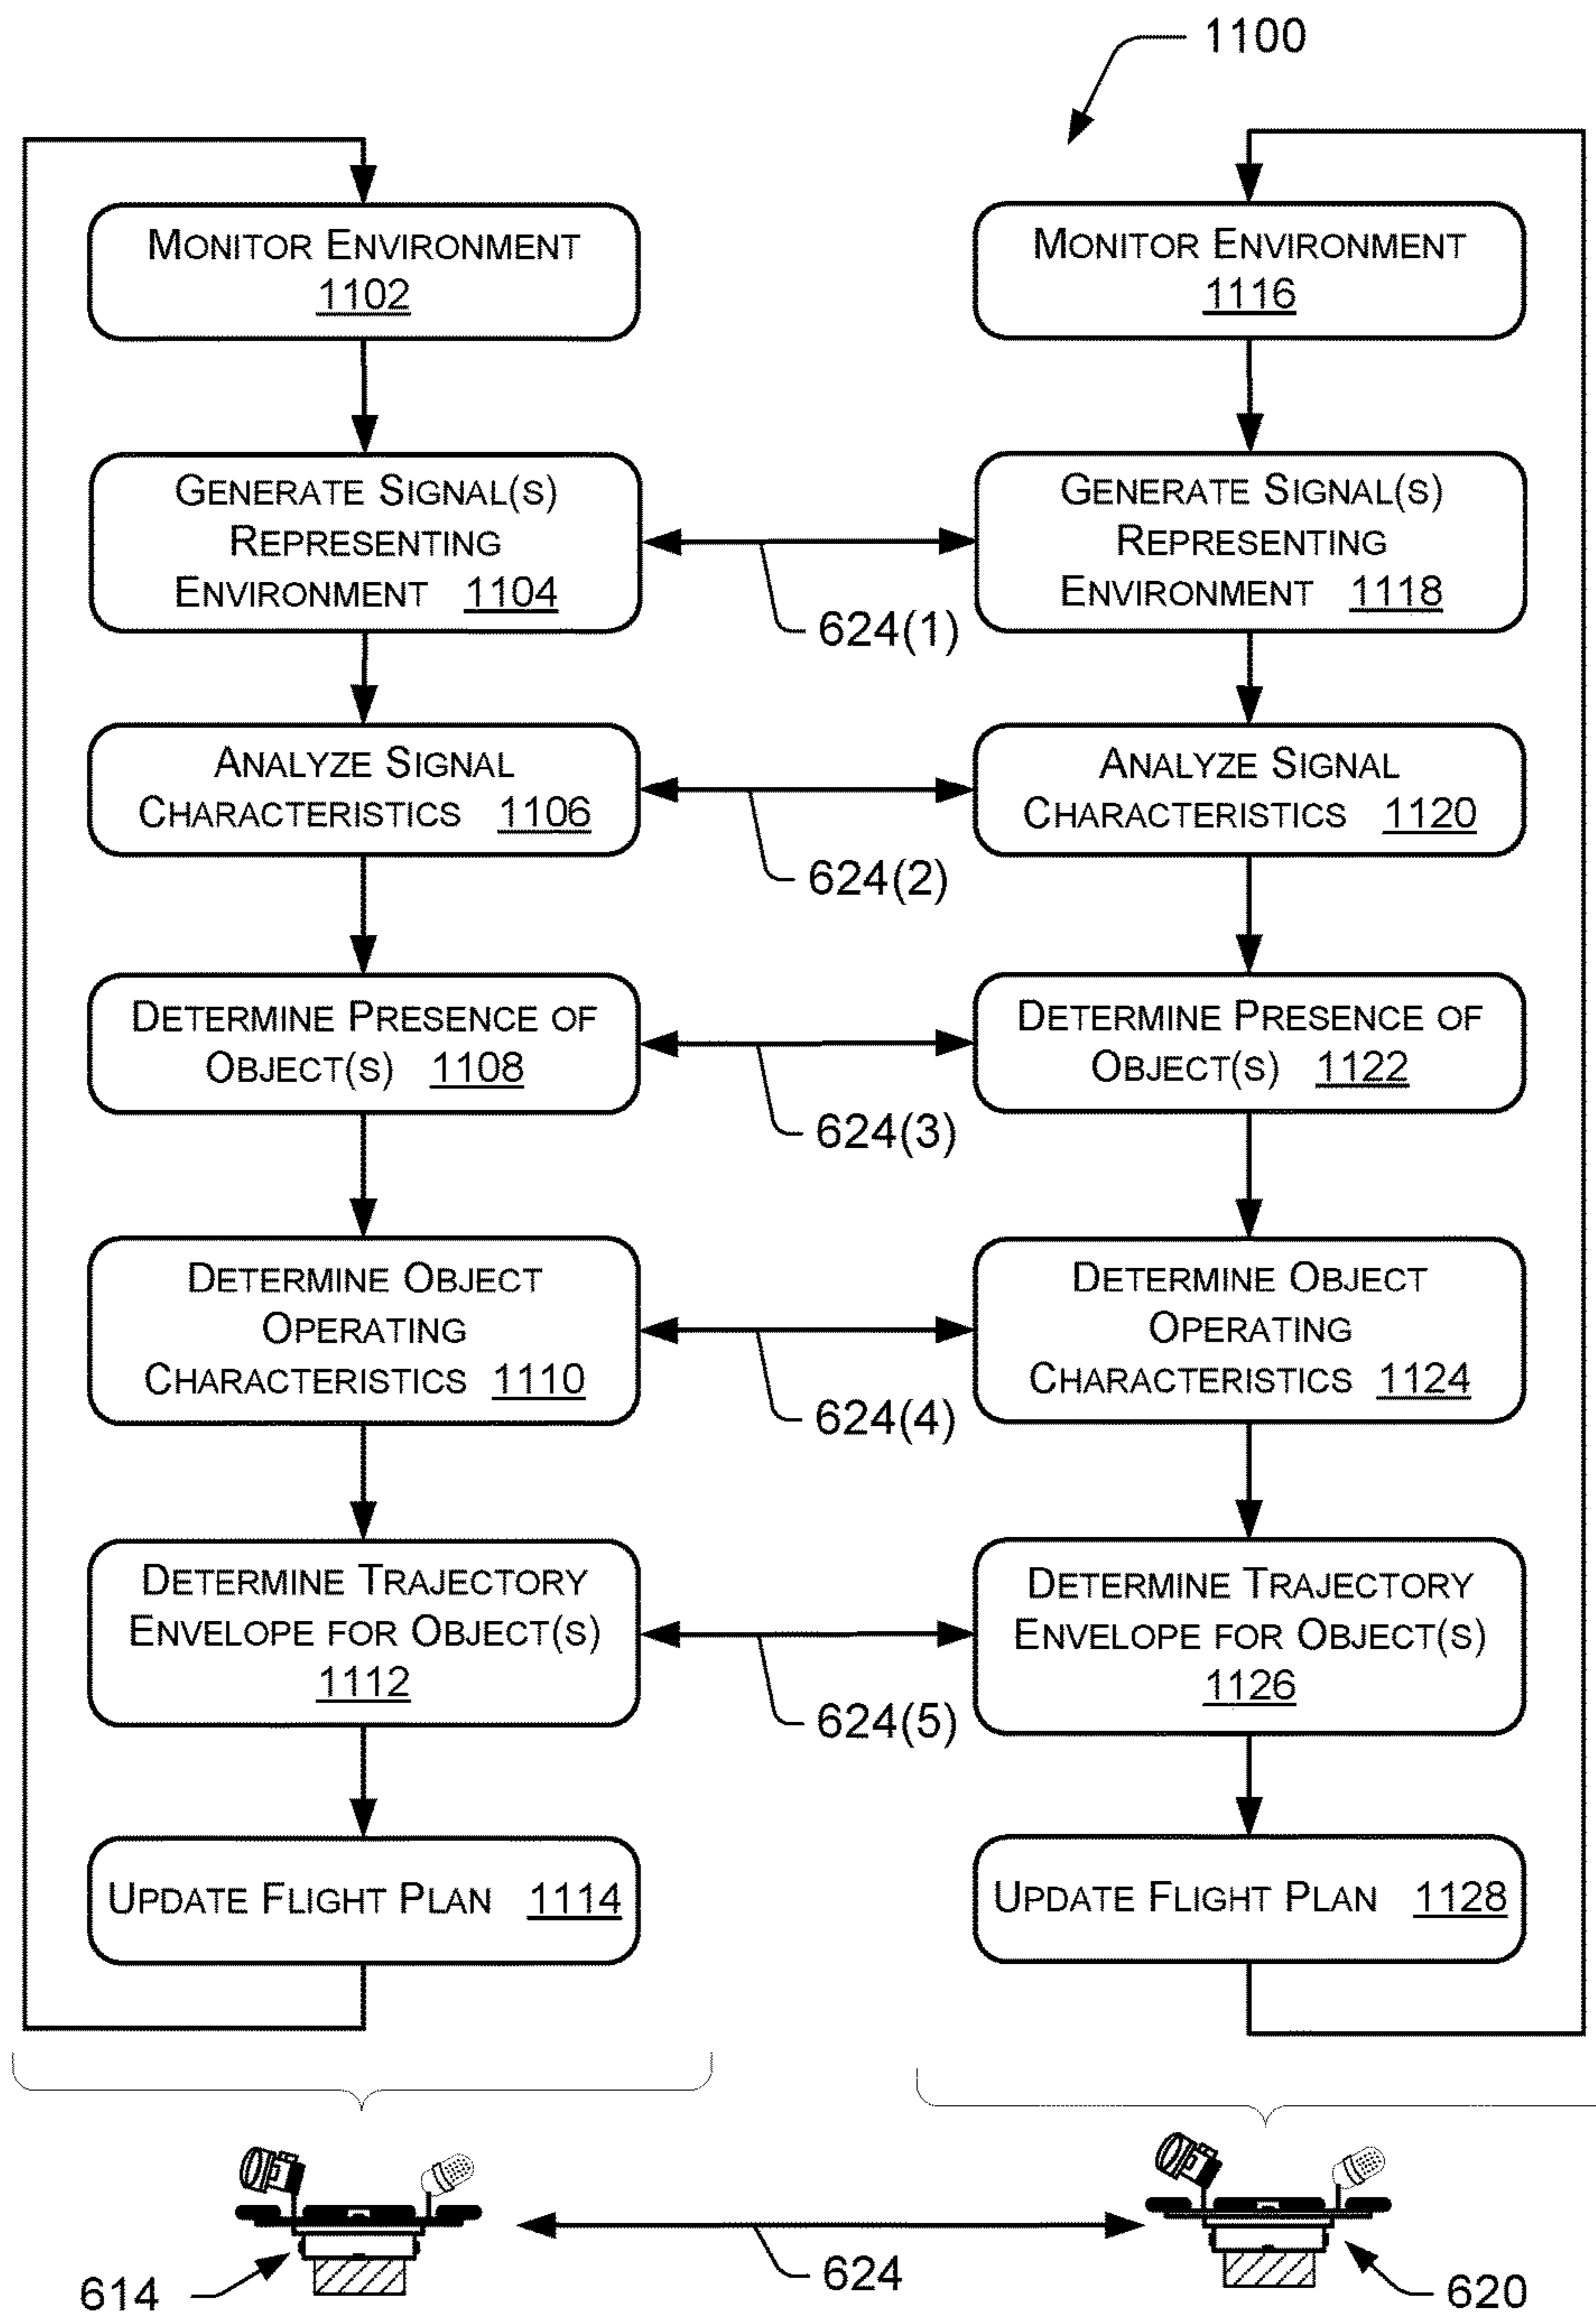 1100
MONITOR ENVIRONMENT
1102
MONITOR ENVIRONMENT
1116
GENERATE SIGNAL(S)
REPRESENTING
ENVIRONMENT 1104
624(1)
GENERATE SIGNAL(S)
REPRESENTING
ENVIRONMENT 1118
ANALYZE SIGNAL
CHARACTERISTICS 1106
624(2)
ANALYZE SIGNAL
CHARACTERISTICS 1120
DETERMINE PRESENCE OF
OBJECT(S) 1108
624(3)
DETERMINE PRESENCE OF
OBJECT(S) 1122
DETERMINE OBJECT
OPERATING
CHARACTERISTICS 1110
624(4)
DETERMINE OBJECT
OPERATING
CHARACTERISTICS 1124
DETERMINE TRAJECTORY
ENVELOPE FOR OBJECT(S)
1112
624(5)
DETERMINE TRAJECTORY
ENVELOPE FOR OBJECT(S)
1126
UPDATE FLIGHT PLAN 1114
UPDATE FLIGHT PLAN 1128
614
624
620